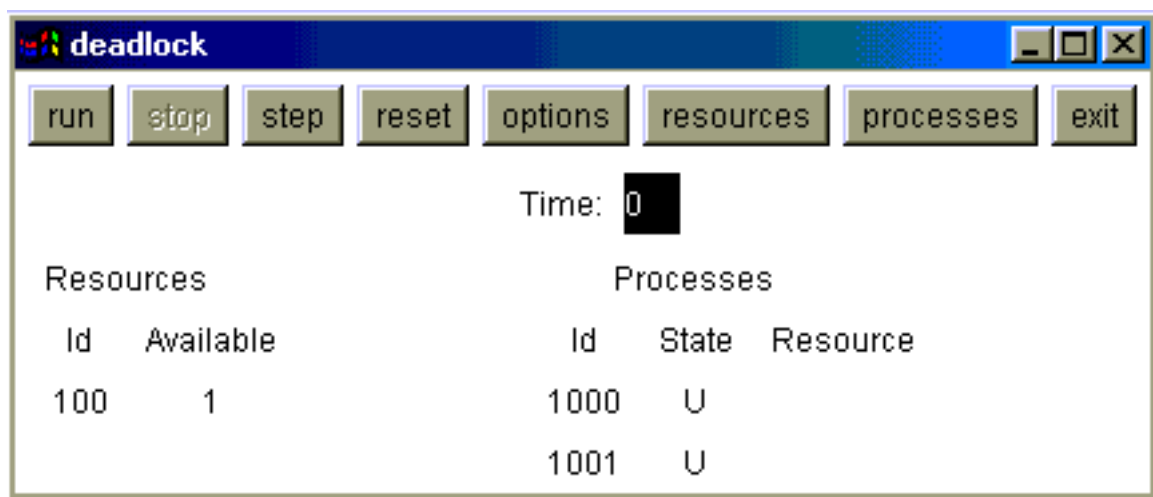 deadlock
run stop step reset options resources processes exit
Time: 0
Resources Processes
Id Available Id State Resource
100 1 1000 U
1001 U